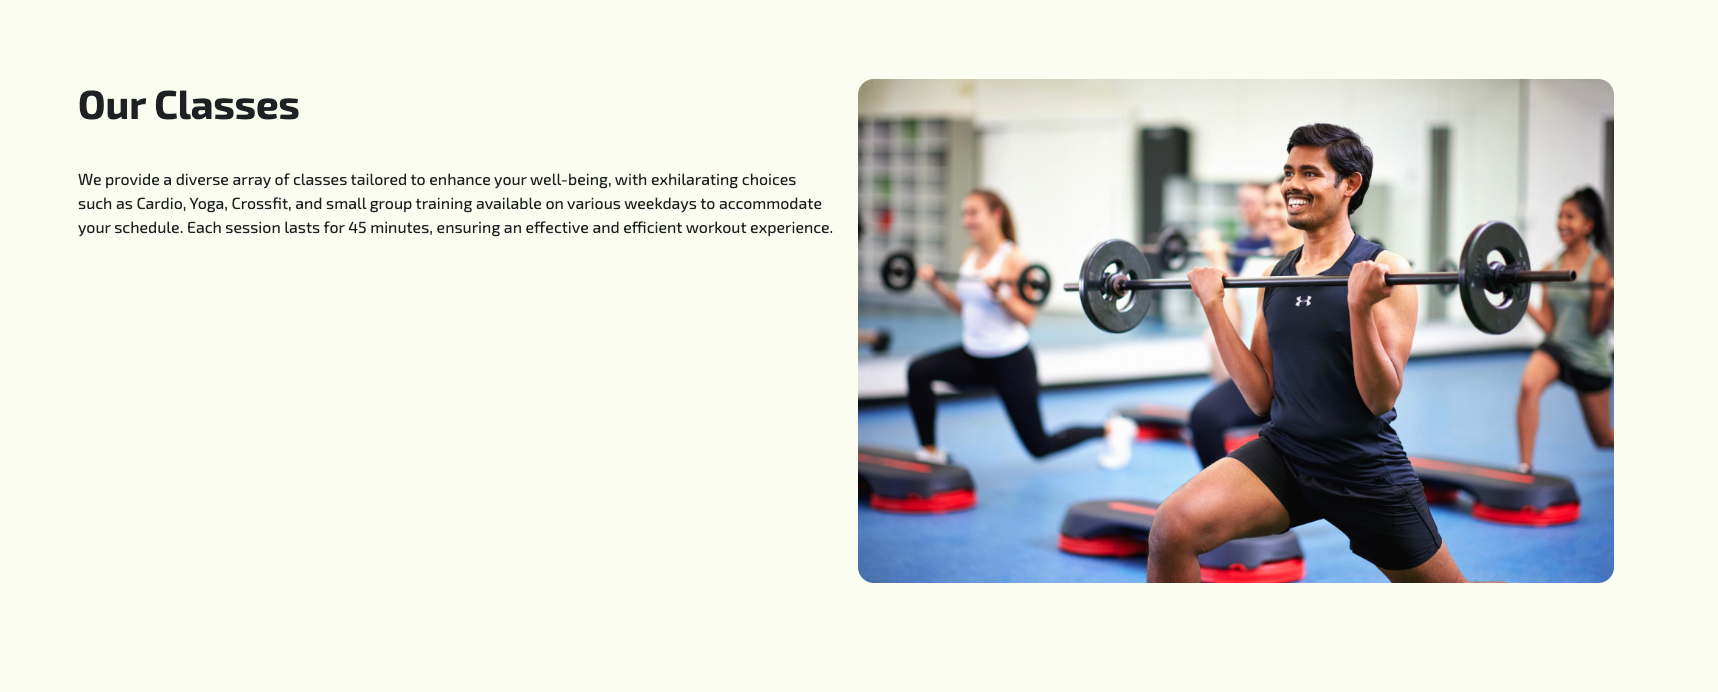 Our Classes
We provide a diverse array of classes tailored to enhance your well-being, with exhilarating choices
such as Cardio, Yoga, Crossfit, and small group training available on various weekdays to accommodate
your schedule. Each session lasts for 45 minutes, ensuring an effective and efficient workout experience.